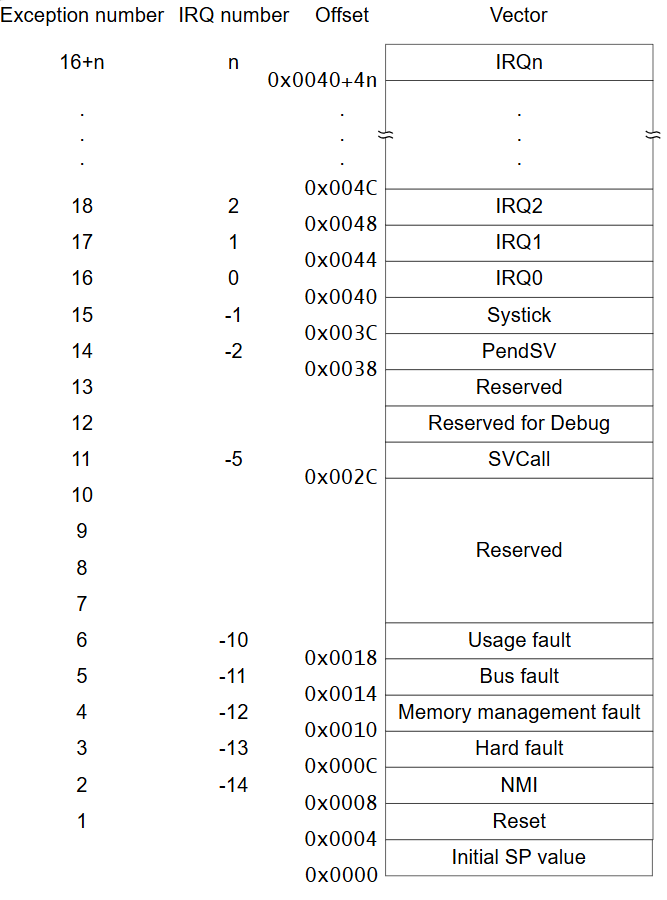 Exception number IRQ number Offset Vector
16+n n IRQn
0x0040+4n
. . .
. . .
. . .
0x004C
18 2 IRQ2
0x0048
17 1 IRQ1
0x0044
16 0 IRQ0
0x0040
15 -1 Systick
0x003C
14 -2 PendSV
0x0038
13 Reserved
12 Reserved for Debug
11 -5 SVCall
0x002C
10
9
Reserved
8
7
6 -10 Usage fault
0x0018
5 -11 Bus fault
0x0014
4 -12 Memory management fault
0x0010
3 -13 Hard fault
0x000C
2 -14 NMI
0x0008
1 Reset
0x0004
Initial SP value
0x0000